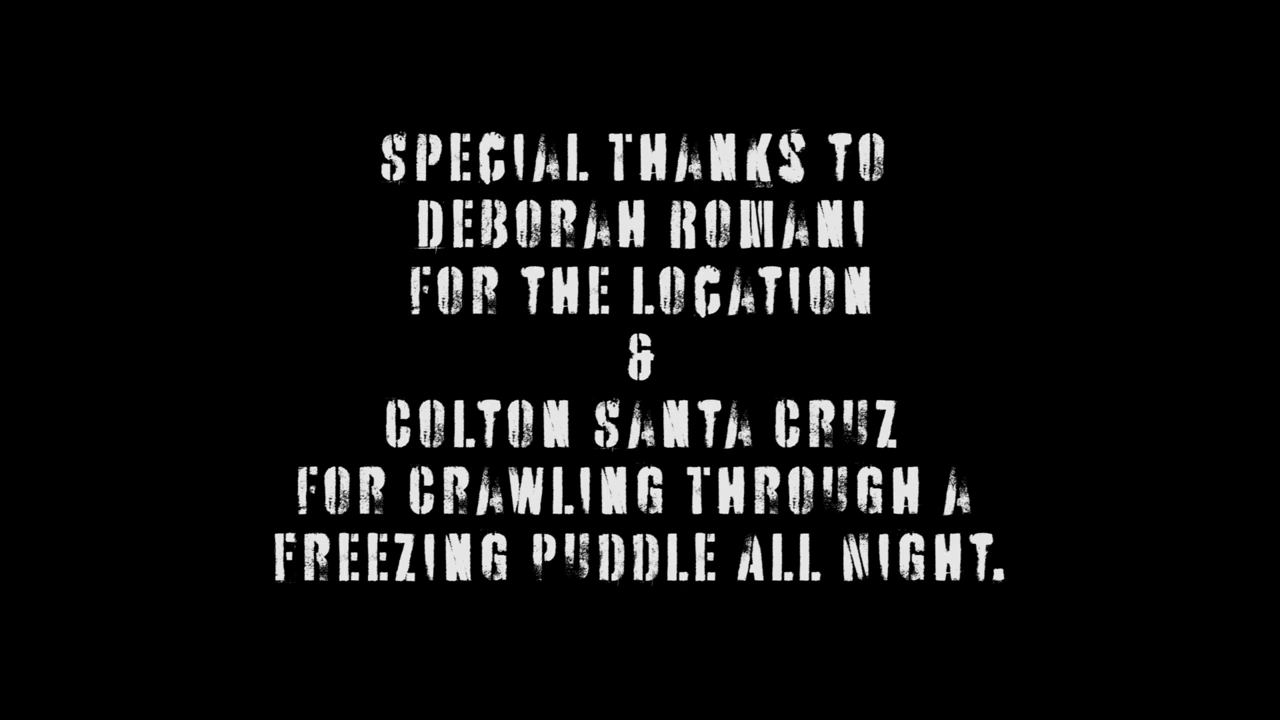 SPECIAL THANKS TO
DEBORAH ROMANI
FOR THE LOCATION
&
COLTON SANTA CRUZ
FOR CRAWLING THROUGH A
FREEZING PUDDLE ALL NIGHT.